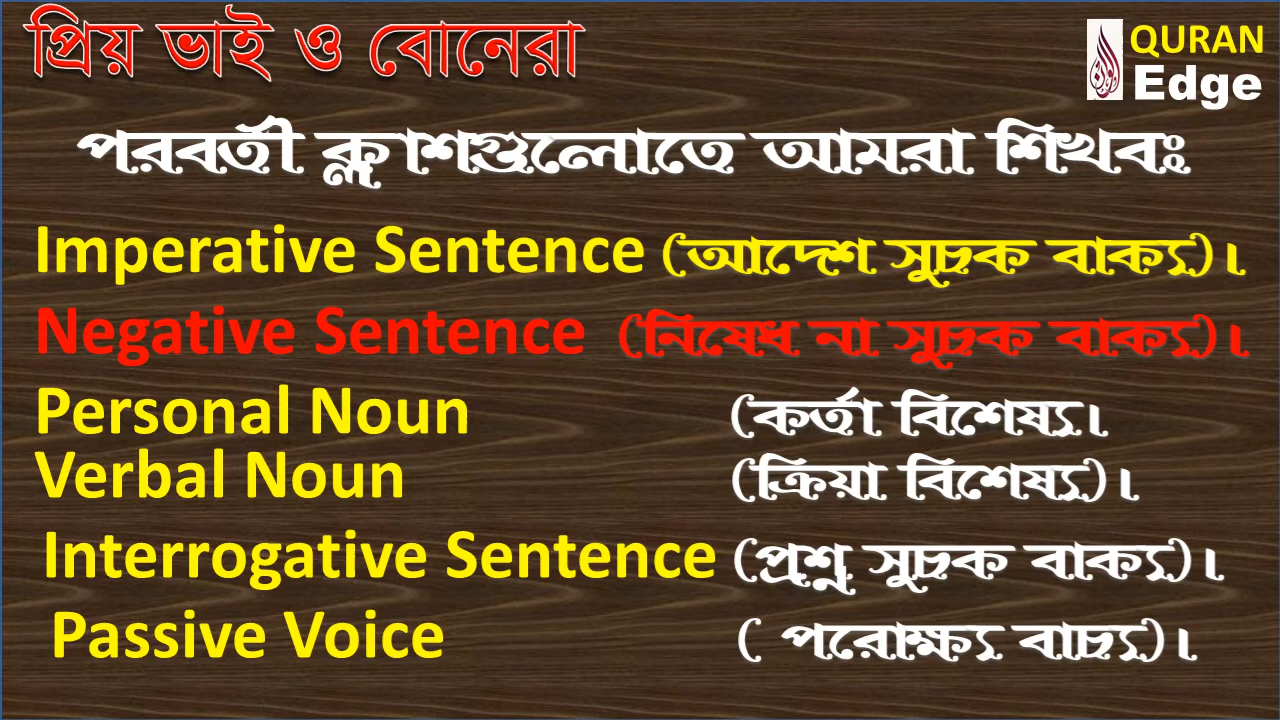 প্রিয় ভাই ও বোনেরা
QURAN
Edge
পরবর্তী ক্লাশগুলোতে আমরা শিখবঃ
Imperative Sentence (আদেশ সুচক বাক্য)।
Negative Sentence (নিষেধ না সুচক বাক্য)।
Personal Noun (কর্তা বিশেষ্য।
Verbal Noun (ক্রিয়া বিশেষ্য)।
Interrogative Sentence (প্রশ্ন সুচক বাক্য)।
Passive Voice ( পরোক্ষ্য বাচ্য)।